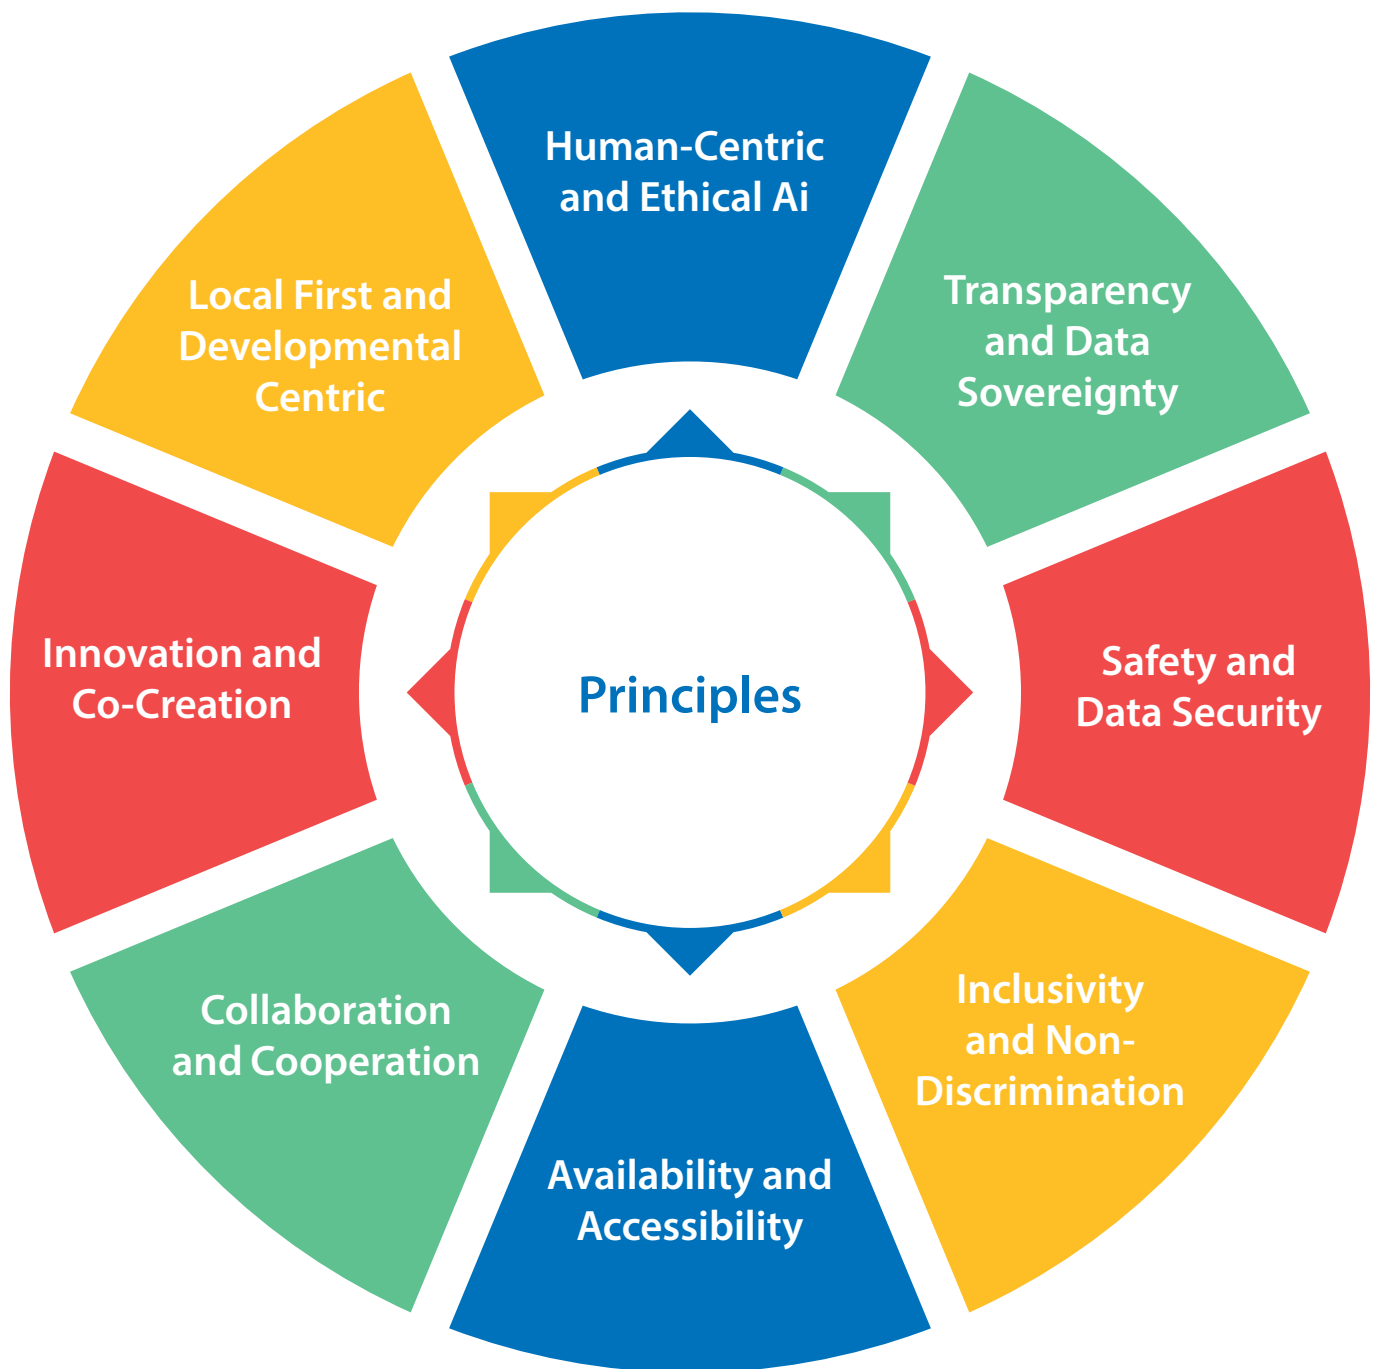 Human-Centric
and Ethical Ai
Transparency
and Data
Sovereignty
Safety and
Data Security
Inclusivity
and Non-
Discrimination
Availability and
Accessibility
Collaboration
and Cooperation
Innovation and
Co-Creation
Local First and
Developmental
Centric
Principles